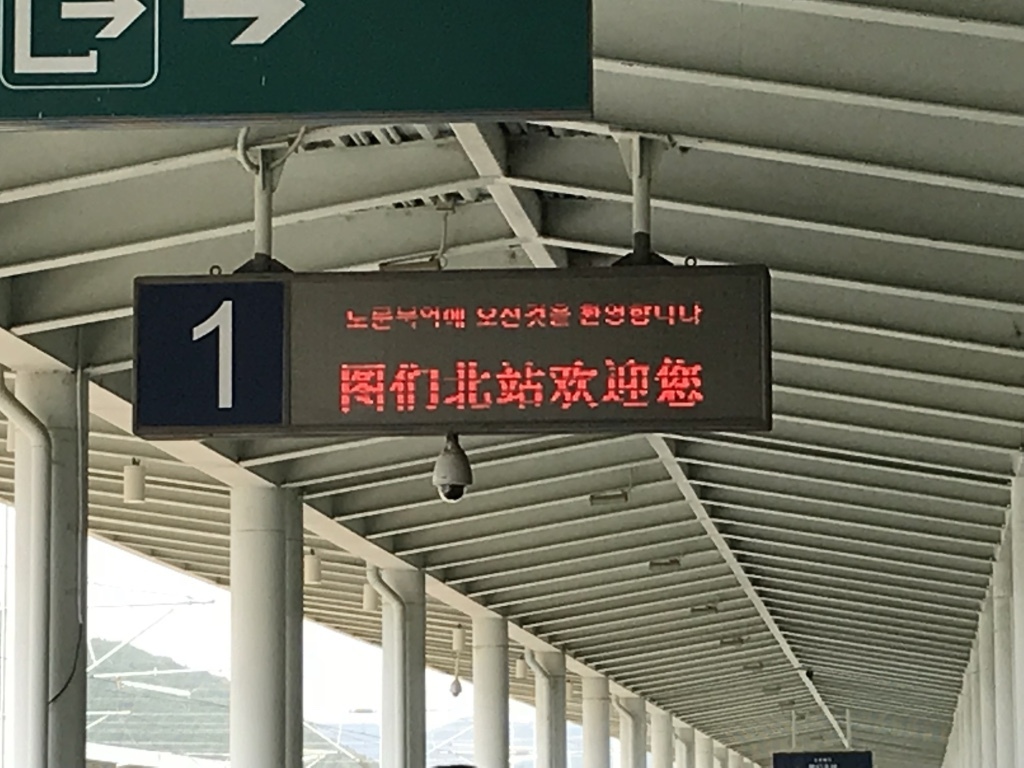 1
도문북역에 오신것을 환영합니다
图们北站欢迎您